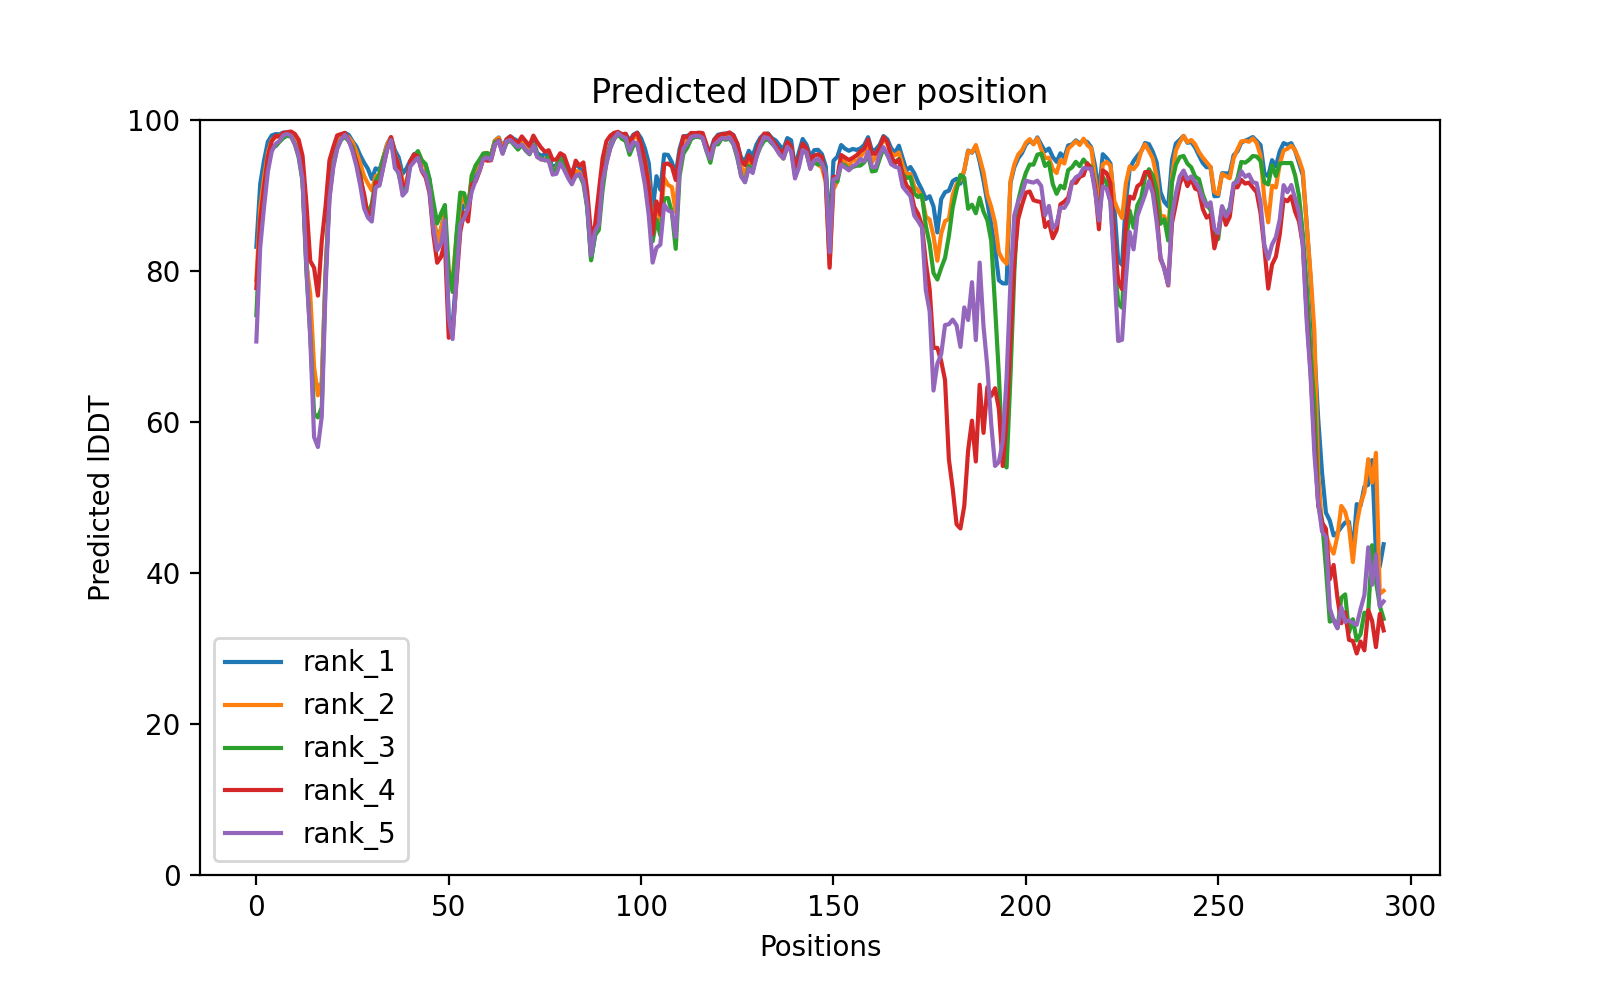 Predicted lDDT per position
100
80
60
40
20
0
Predicted lDDT
rank_1
rank_2
rank_3
rank_4
rank_5
0 50 100 150 200 250 300
Positions